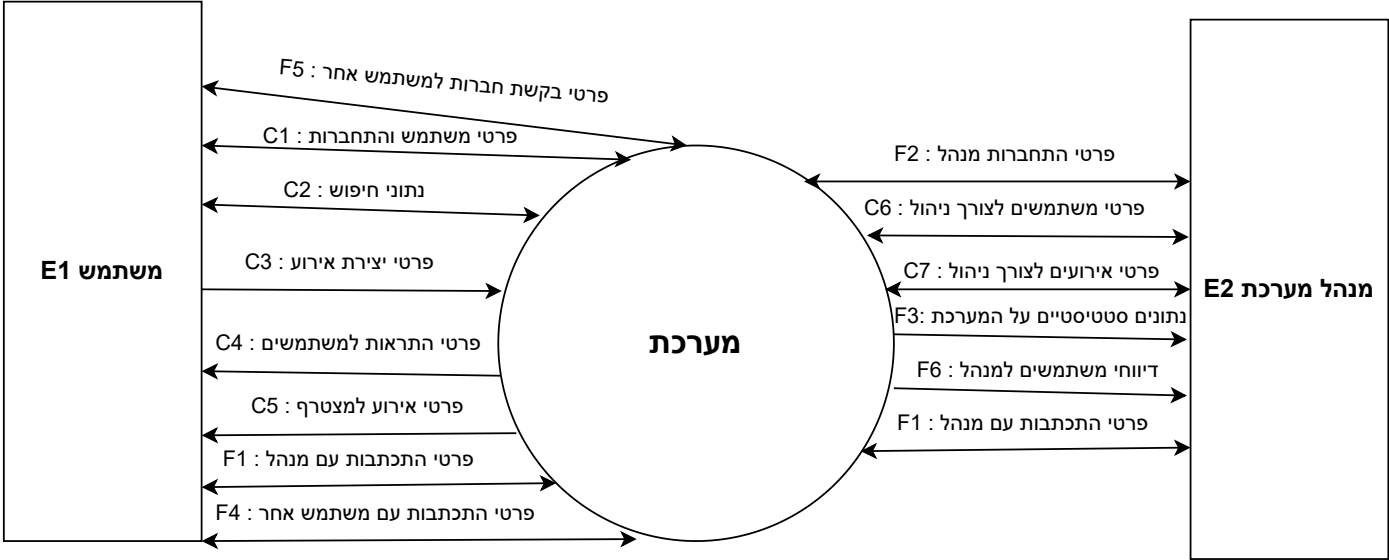 F5 : פרטי בקשת חברות למשתמש אחר
C1 : פרטי משתמש והתחברות
C2 : נתוני חיפוש
C3 : פרטי יצירת אירוע
C4 : פרטי התראות למשתמשים
C5 : פרטי אירוע למצטרף
F1 : פרטי התכתבות עם מנהל
F4 : פרטי התכתבות עם משתמש אחר
משתמש E1
מערכת
F2 : פרטי התחברות מנהל
C6 : פרטי משתמשים לצורך ניהול
C7 : פרטי אירועים לצורך ניהול
F3: נתונים סטטיסטיים על המערכת
F6 : דיווחי משתמשים למנהל
F1 : פרטי התכתבות עם מנהל
מנהל מערכת E2